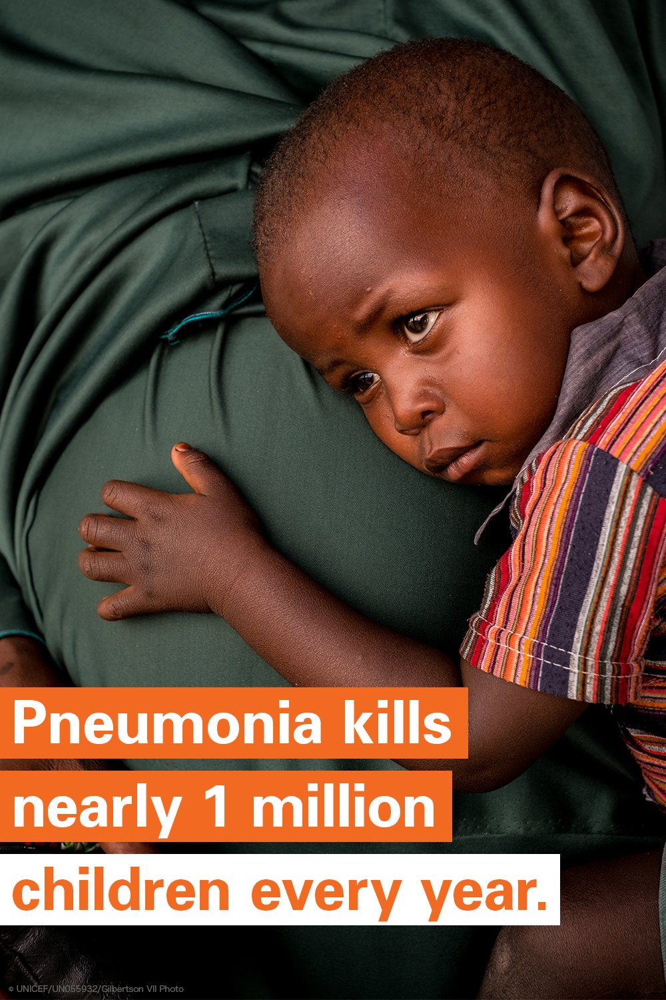 Pneumonia kills
nearly 1 million
children every year.
© UNICEF/UN055932/Gilbertson VII Photo